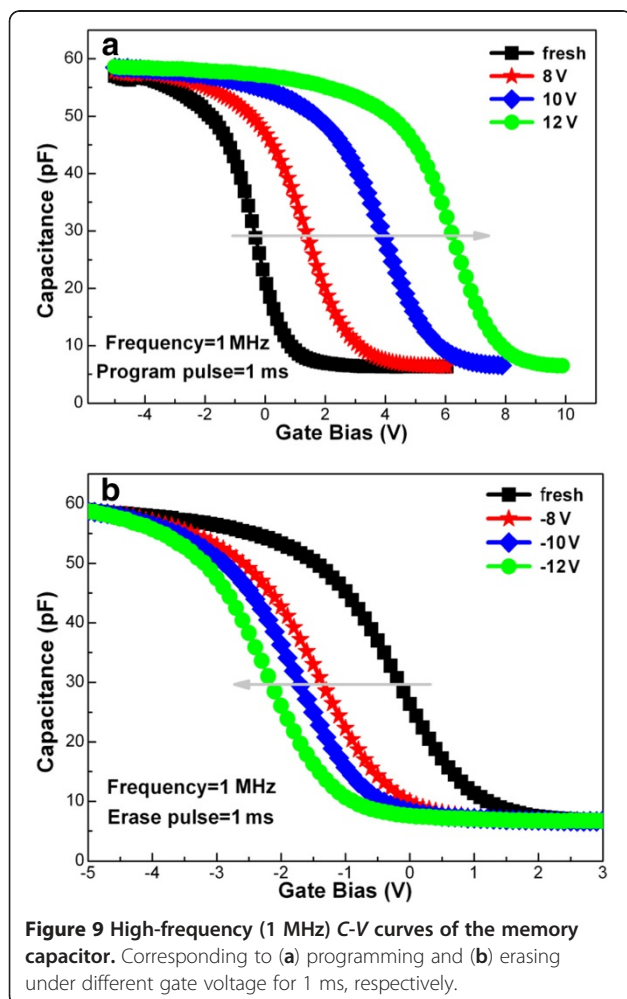 a
fresh
8 V
10 V
12 V
Capacitance (pF)
60
50
40
30
20
10
0
Frequency=1 MHz
Program pulse=1 ms
-4 -2 0 2 4 6 8 10
Gate Bias (V)
b
fresh
-8 V
-10 V
-12 V
Capacitance (pF)
60
50
40
30
20
10
0
Frequency=1 MHz
Erase pulse=1 ms
-5 -4 -3 -2 -1 0 1 2 3
Gate Bias (V)
Figure 9 High-frequency (1 MHz) C-V curves of the memory
capacitor. Corresponding to (a) programming and (b) erasing
under different gate voltage for 1 ms, respectively.